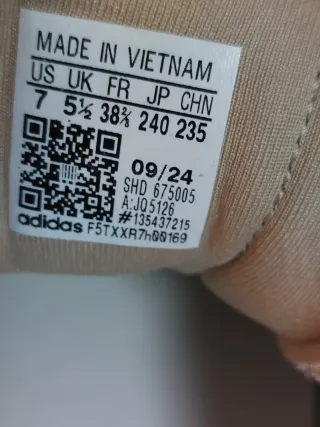 MADE IN VIETNAM
US UK FR JP CHN
7 5½ 38⅔ 240 235
09/24
SHD 675005
A:JQ5126
#135437215
adidas F5TXXR7h00169